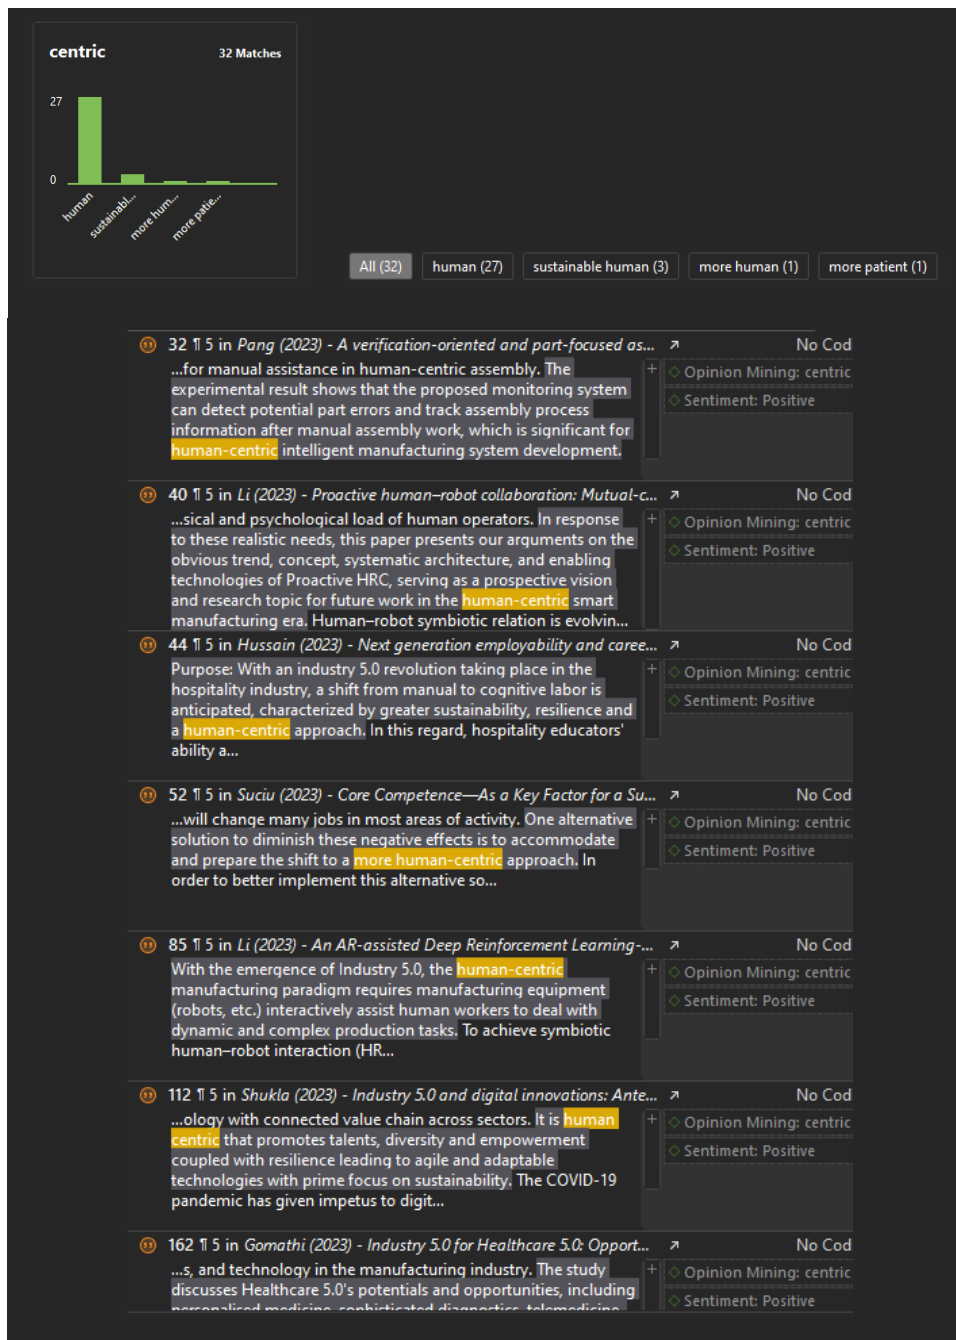 centric
32 Matches
27
0
human
sustainabl...
more hum...
more patie...
All (32)
human (27)
sustainable human (3)
more human (1)
more patient (1)
32 ¶ 5 in Pang (2023) - A verification-oriented and part-focused as... ↗ No Cod
...for manual assistance in human-centric assembly. The
experimental result shows that the proposed monitoring system
can detect potential part errors and track assembly process
information after manual assembly work, which is significant for
human-centric intelligent manufacturing system development.
+
Opinion Mining: centric
Sentiment: Positive
40 ¶ 5 in Li (2023) - Proactive human–robot collaboration: Mutual-c... ↗ No Cod
...sical and psychological load of human operators. In response
to these realistic needs, this paper presents our arguments on the
obvious trend, concept, systematic architecture, and enabling
technologies of Proactive HRC, serving as a prospective vision
and research topic for future work in the human-centric smart
manufacturing era. Human–robot symbiotic relation is evolvin...
+
Opinion Mining: centric
Sentiment: Positive
44 ¶ 5 in Hussain (2023) - Next generation employability and caree... ↗ No Cod
Purpose: With an industry 5.0 revolution taking place in the
hospitality industry, a shift from manual to cognitive labor is
anticipated, characterized by greater sustainability, resilience and
a human-centric approach. In this regard, hospitality educators'
ability a...
+
Opinion Mining: centric
Sentiment: Positive
52 ¶ 5 in Suciu (2023) - Core Competence—As a Key Factor for a Su... ↗ No Cod
...will change many jobs in most areas of activity. One alternative
solution to diminish these negative effects is to accommodate
and prepare the shift to a more human-centric approach. In
order to better implement this alternative so...
+
Opinion Mining: centric
Sentiment: Positive
85 ¶ 5 in Li (2023) - An AR-assisted Deep Reinforcement Learning-... ↗ No Cod
With the emergence of Industry 5.0, the human-centric
manufacturing paradigm requires manufacturing equipment
(robots, etc.) interactively assist human workers to deal with
dynamic and complex production tasks. To achieve symbiotic
human–robot interaction (HR...
+
Opinion Mining: centric
Sentiment: Positive
112 ¶ 5 in Shukla (2023) - Industry 5.0 and digital innovations: Ante... ↗ No Cod
...ology with connected value chain across sectors. It is human
centric that promotes talents, diversity and empowerment
coupled with resilience leading to agile and adaptable
technologies with prime focus on sustainability. The COVID-19
pandemic has given impetus to digit...
+
Opinion Mining: centric
Sentiment: Positive
162 ¶ 5 in Gomathi (2023) - Industry 5.0 for Healthcare 5.0: Opport... ↗ No Cod
...s, and technology in the manufacturing industry. The study
discusses Healthcare 5.0's potentials and opportunities, including
personalised medicine, sophisticated diagnostics, telemedicine
+
Opinion Mining: centric
Sentiment: Positive